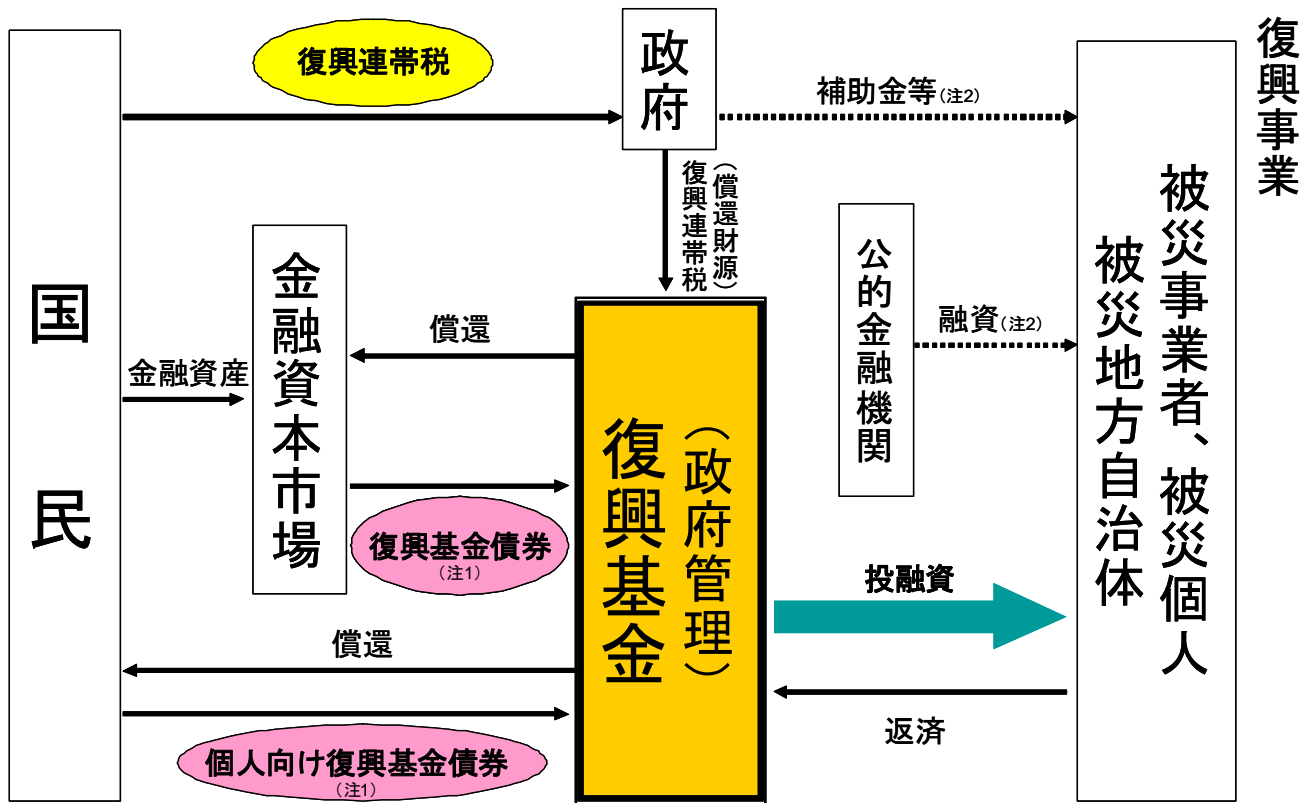 復興連帯税
政府
補助金等(注2)
復興事業
国民
復興連帯税
(償還財源)
金融資本市場
公的金融機関
被災事業者、被災個人
被災地方自治体
償還
融資(注2)
金融資産
復興基金
(政府管理)
復興基金債券
(注1)
投融資
償還
返済
個人向け復興基金債券
(注1)